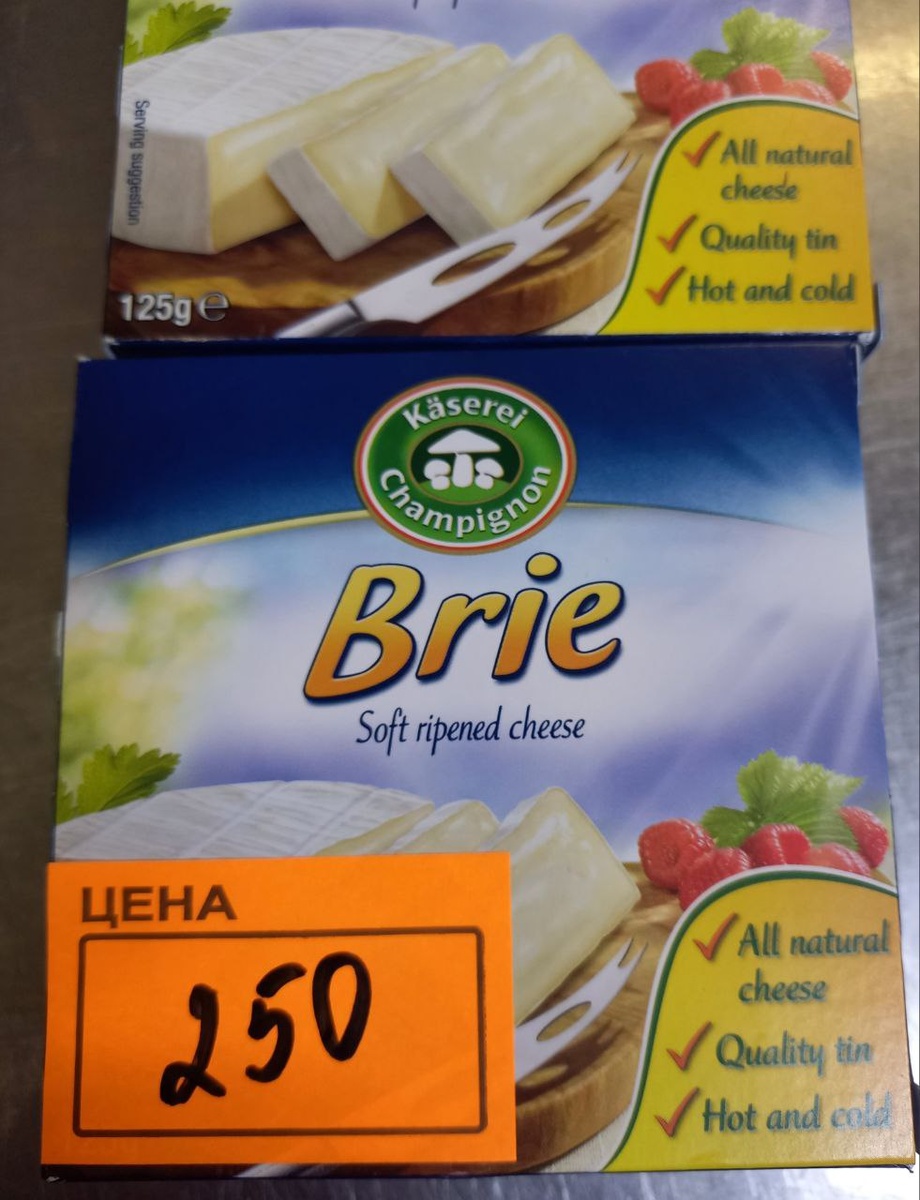 Serving suggestion
All natural
cheese
Quality tin
Hot and cold
125g ℮
Käserei
Champignon
Brie
Soft ripened cheese
ЦЕНА
250
All natural
cheese
Quality tin
Hot and cold